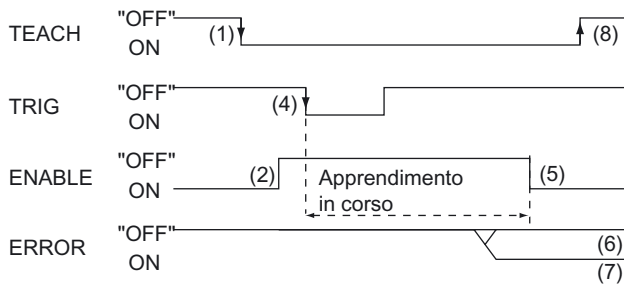 TEACH "OFF" (1) (8)
ON
TRIG "OFF" (4)
ON
ENABLE "OFF" (2) Apprendimento (5)
ON in corso
ERROR "OFF" (6)
ON (7)